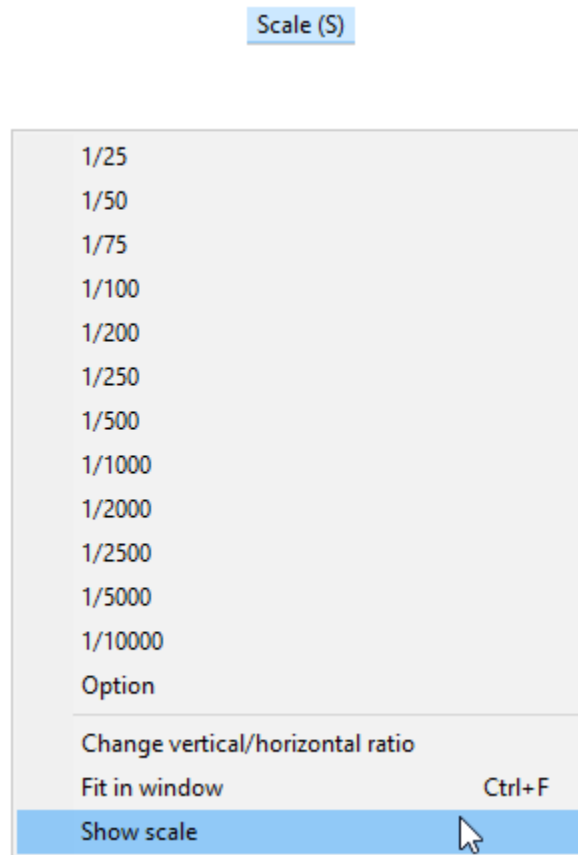 Scale (S)
1/25
1/50
1/75
1/100
1/200
1/250
1/500
1/1000
1/2000
1/2500
1/5000
1/10000
Option
Change vertical/horizontal ratio
Fit in window Ctrl+F
Show scale